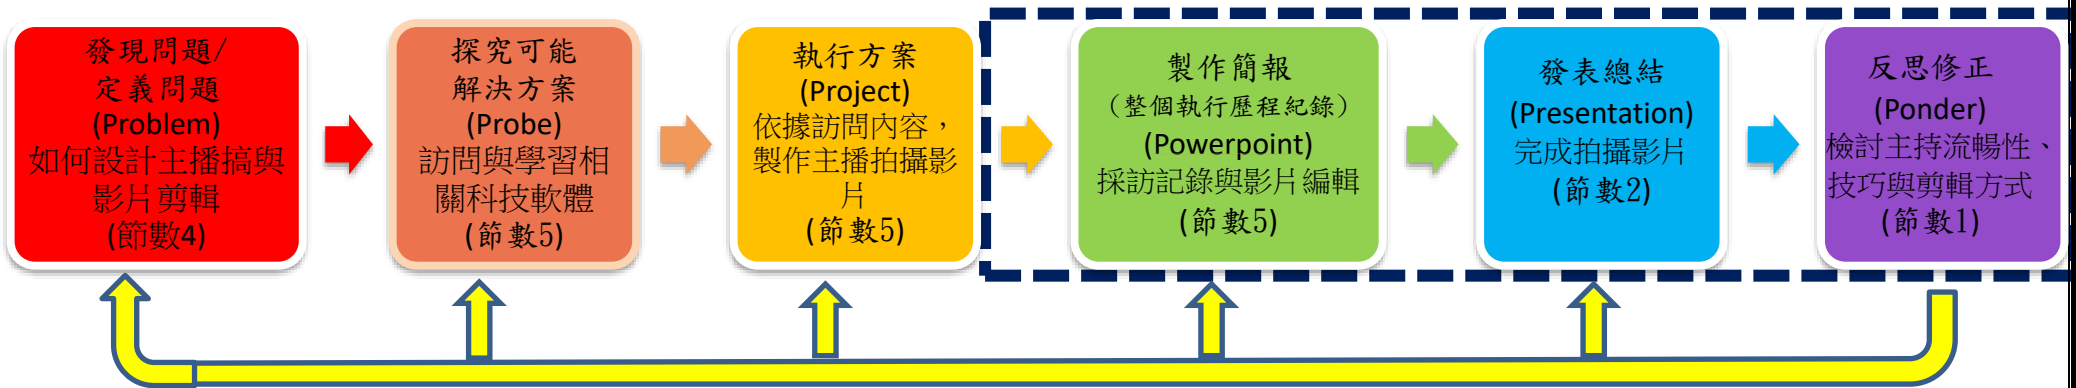 發現問題/
定義問題
(Problem)
如何設計主播搞與
影片剪輯
(節數4)
探究可能
解決方案
(Probe)
訪問與學習相
關科技軟體
(節數5)
執行方案
(Project)
依據訪問內容，
製作主播拍攝影
片
(節數5)
製作簡報
（整個執行歷程紀錄）
(Powerpoint)
採訪記錄與影片編輯
(節數5)
發表總結
(Presentation)
完成拍攝影片
(節數2)
反思修正
(Ponder)
檢討主持流暢性、
技巧與剪輯方式
(節數1)